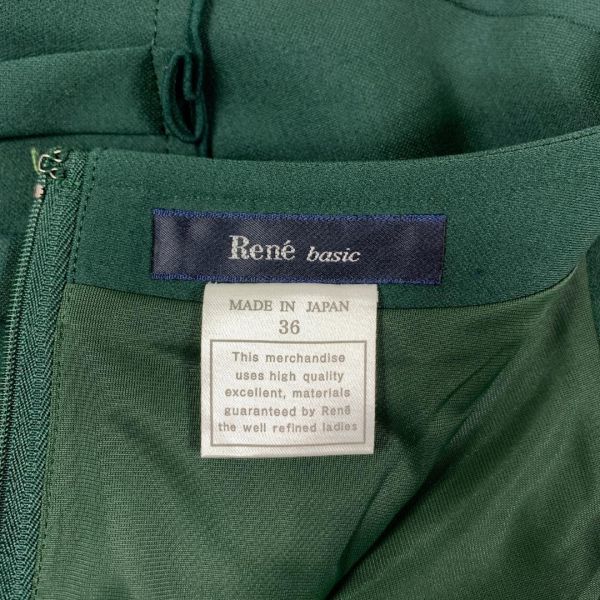 René basic
MADE IN JAPAN
36
This merchandise
uses high quality
excellent, materials
guaranteed by René
the well refined ladies